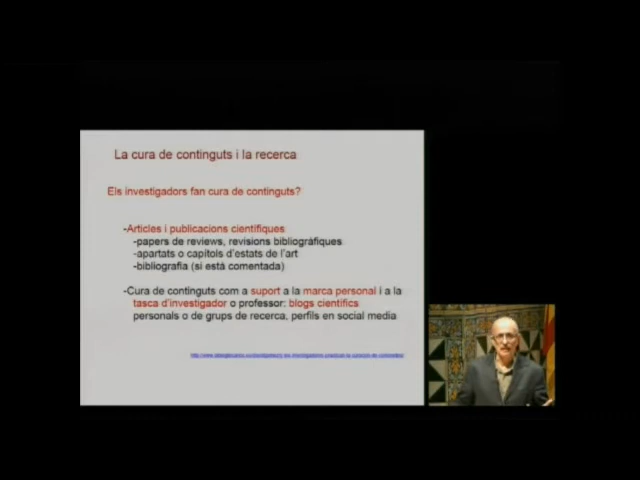 La cura de continguts i la recerca
Els investigadors fan cura de continguts?
-Articles i publicacions científiques
-papers de reviews, revisions bibliogràfiques
-apartats o capítols d'estats de l'art
-bibliografia (si està comentada)
-Cura de continguts com a suport a la marca personal i a la
tasca d'investigador o professor: blogs científics
personals o de grups de recerca, perfils en social media